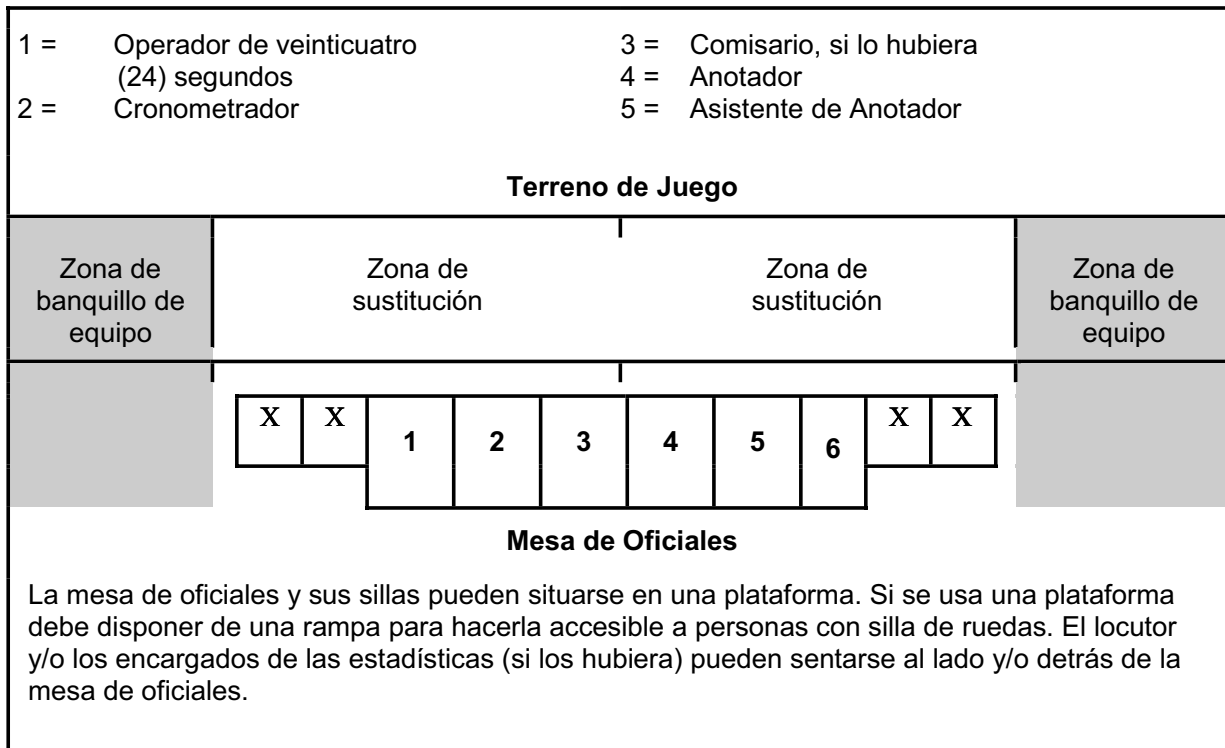 1 = Operador de veinticuatro
(24) segundos
2 = Cronometrador
3 = Comisario, si lo hubiera
4 = Anotador
5 = Asistente de Anotador
Terreno de Juego
Zona de
banquillo de
equipo
Zona de
sustitución
Zona de
sustitución
Zona de
banquillo de
equipo
X X 1 2 3 4 5 6 X X
Mesa de Oficiales
La mesa de oficiales y sus sillas pueden situarse en una plataforma. Si se usa una plataforma
debe disponer de una rampa para hacerla accesible a personas con silla de ruedas. El locutor
y/o los encargados de las estadísticas (si los hubiera) pueden sentarse al lado y/o detrás de la
mesa de oficiales.